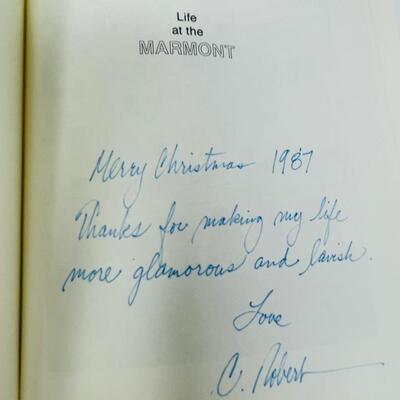 Life
at the
MARMONT
Merry Christmas 1987
Thanks for making my life
more glamorous and lavish.
Love
C. Robert